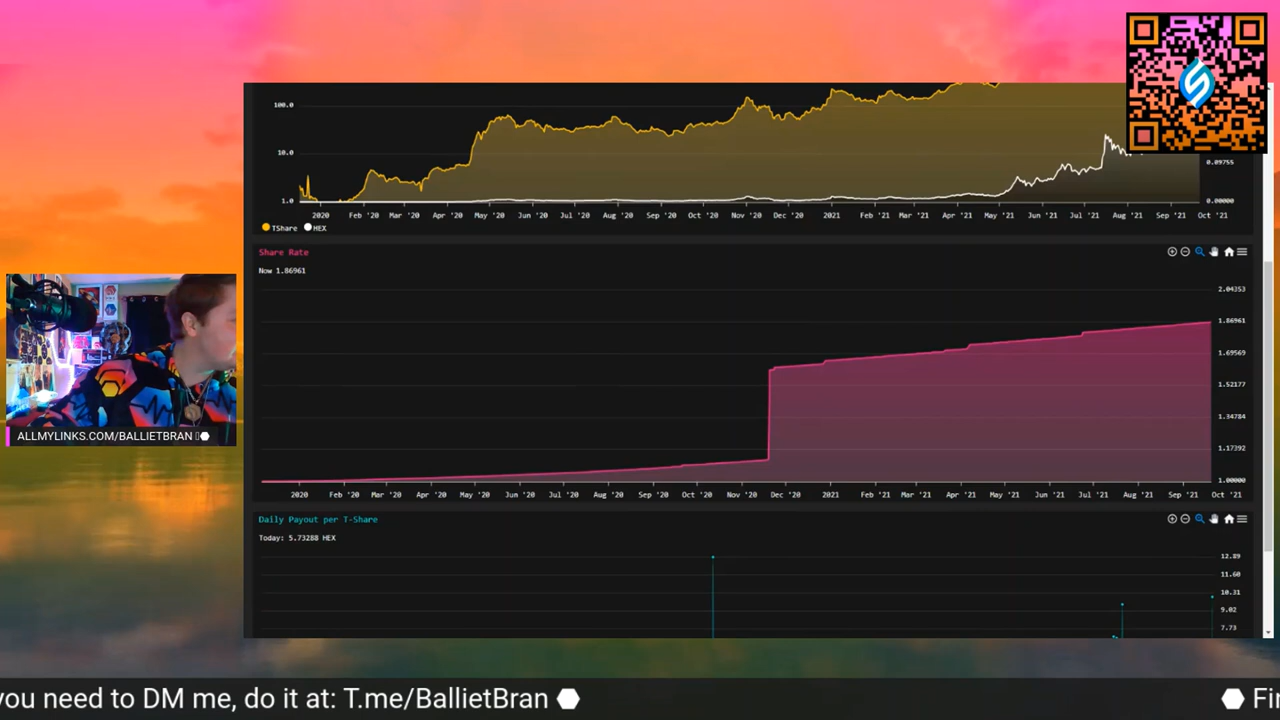 100.0
10.0
1.0
0.09755
0.00000
2020 Feb '20 Mar '20 Apr '20 May '20 Jun '20 Jul '20 Aug '20 Sep '20 Oct '20 Nov '20 Dec '20 2021 Feb '21 Mar '21 Apr '21 May '21 Jun '21 Jul '21 Aug '21 Sep '21 Oct '21
TShare HEX
Share Rate
Now 1.86961
2.04353
1.86961
1.69569
1.52177
1.34784
1.17392
1.00000
2020 Feb '20 Mar '20 Apr '20 May '20 Jun '20 Jul '20 Aug '20 Sep '20 Oct '20 Nov '20 Dec '20 2021 Feb '21 Mar '21 Apr '21 May '21 Jun '21 Jul '21 Aug '21 Sep '21 Oct '21
ALLMYLINKS.COM/BALLIETBRAN
Daily Payout per T-Share
Today: 5.73288 HEX
12.89
11.60
10.31
9.02
7.73
you need to DM me, do it at: T.me/BallietBran